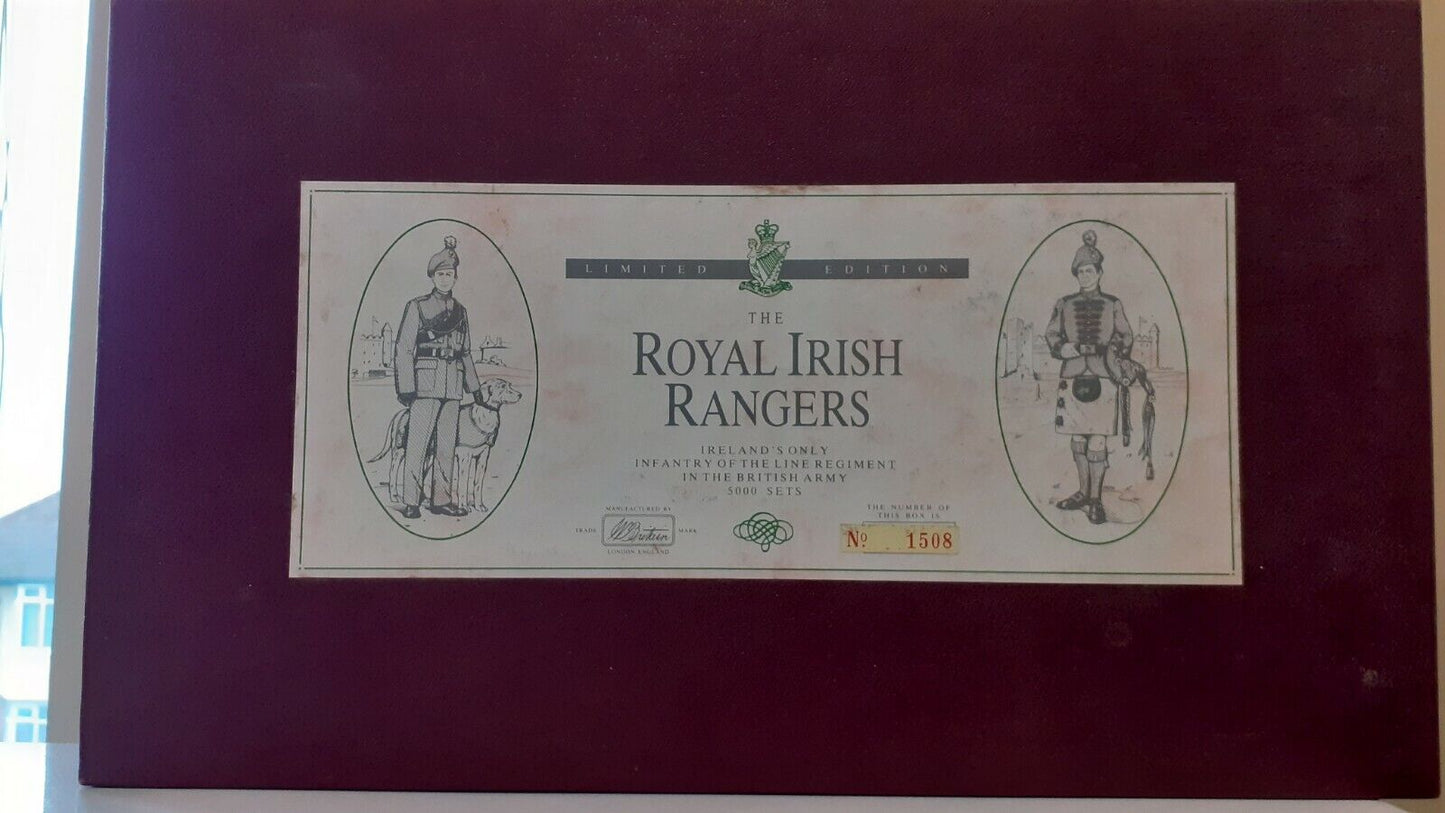 LIMITED EDITION
THE
ROYAL IRISH
RANGERS
IRELAND'S ONLY
INFANTRY OF THE LINE REGIMENT
IN THE BRITISH ARMY
5000 SETS
MANUFACTURED BY
TRADE WBritain MARK
LONDON ENGLAND
THE NUMBER OF
THIS BOX IS
Nº 1508